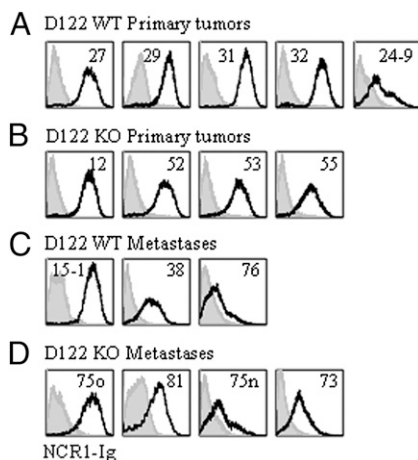 A D122 WT Primary tumors
27 29 31 32 24-9
B D122 KO Primary tumors
12 52 53 55
C D122 WT Metastases
15-1 38 76
D D122 KO Metastases
75o 81 75n 73
NCR1-Ig